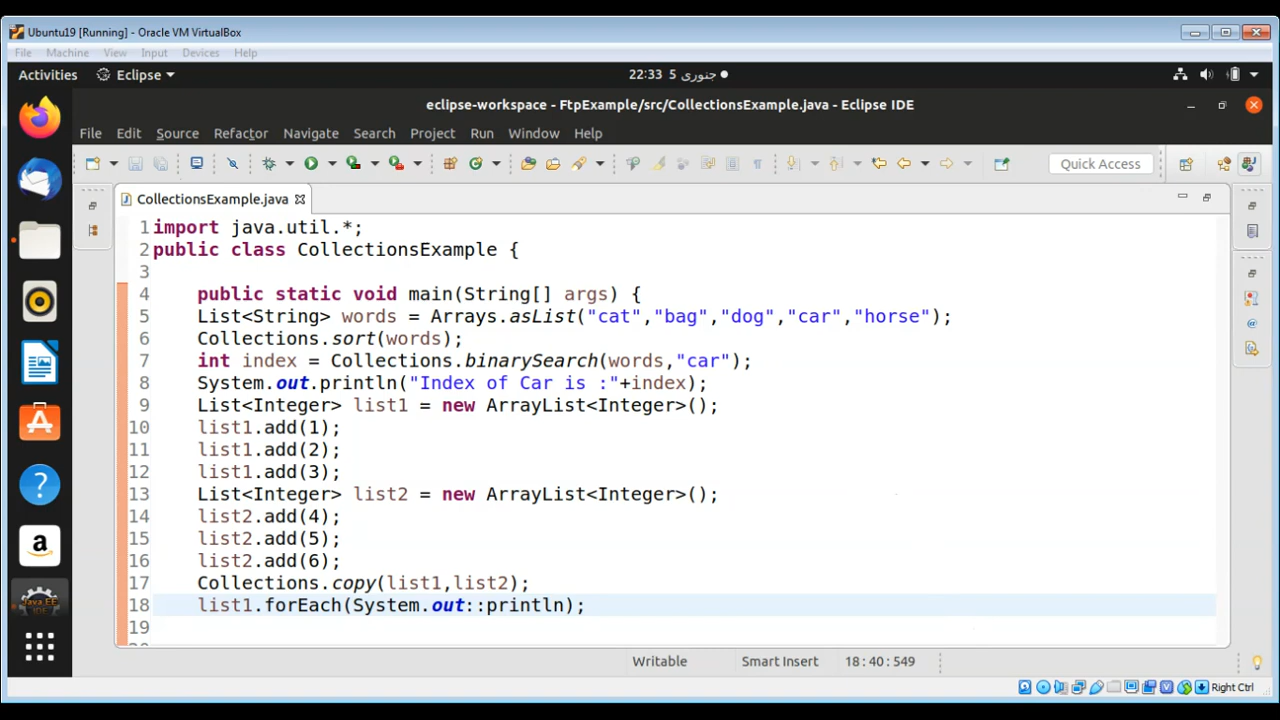 Ubuntu19 [Running] - Oracle VM VirtualBox
File Machine View Input Devices Help
Activities Eclipse 22:33 5 جنوری
eclipse-workspace - FtpExample/src/CollectionsExample.java - Eclipse IDE
File Edit Source Refactor Navigate Search Project Run Window Help
Quick Access
CollectionsExample.java
1 import java.util.*;
2 public class CollectionsExample {
3
4 public static void main(String[] args) {
5 List<String> words = Arrays.asList("cat","bag","dog","car","horse");
6 Collections.sort(words);
7 int index = Collections.binarySearch(words,"car");
8 System.out.println("Index of Car is :"+index);
9 List<Integer> list1 = new ArrayList<Integer>();
10 list1.add(1);
11 list1.add(2);
12 list1.add(3);
13 List<Integer> list2 = new ArrayList<Integer>();
14 list2.add(4);
15 list2.add(5);
16 list2.add(6);
17 Collections.copy(list1,list2);
18 list1.forEach(System.out::println);
19
Java EE
IDE
Writable Smart Insert 18:40:549
Right Ctrl